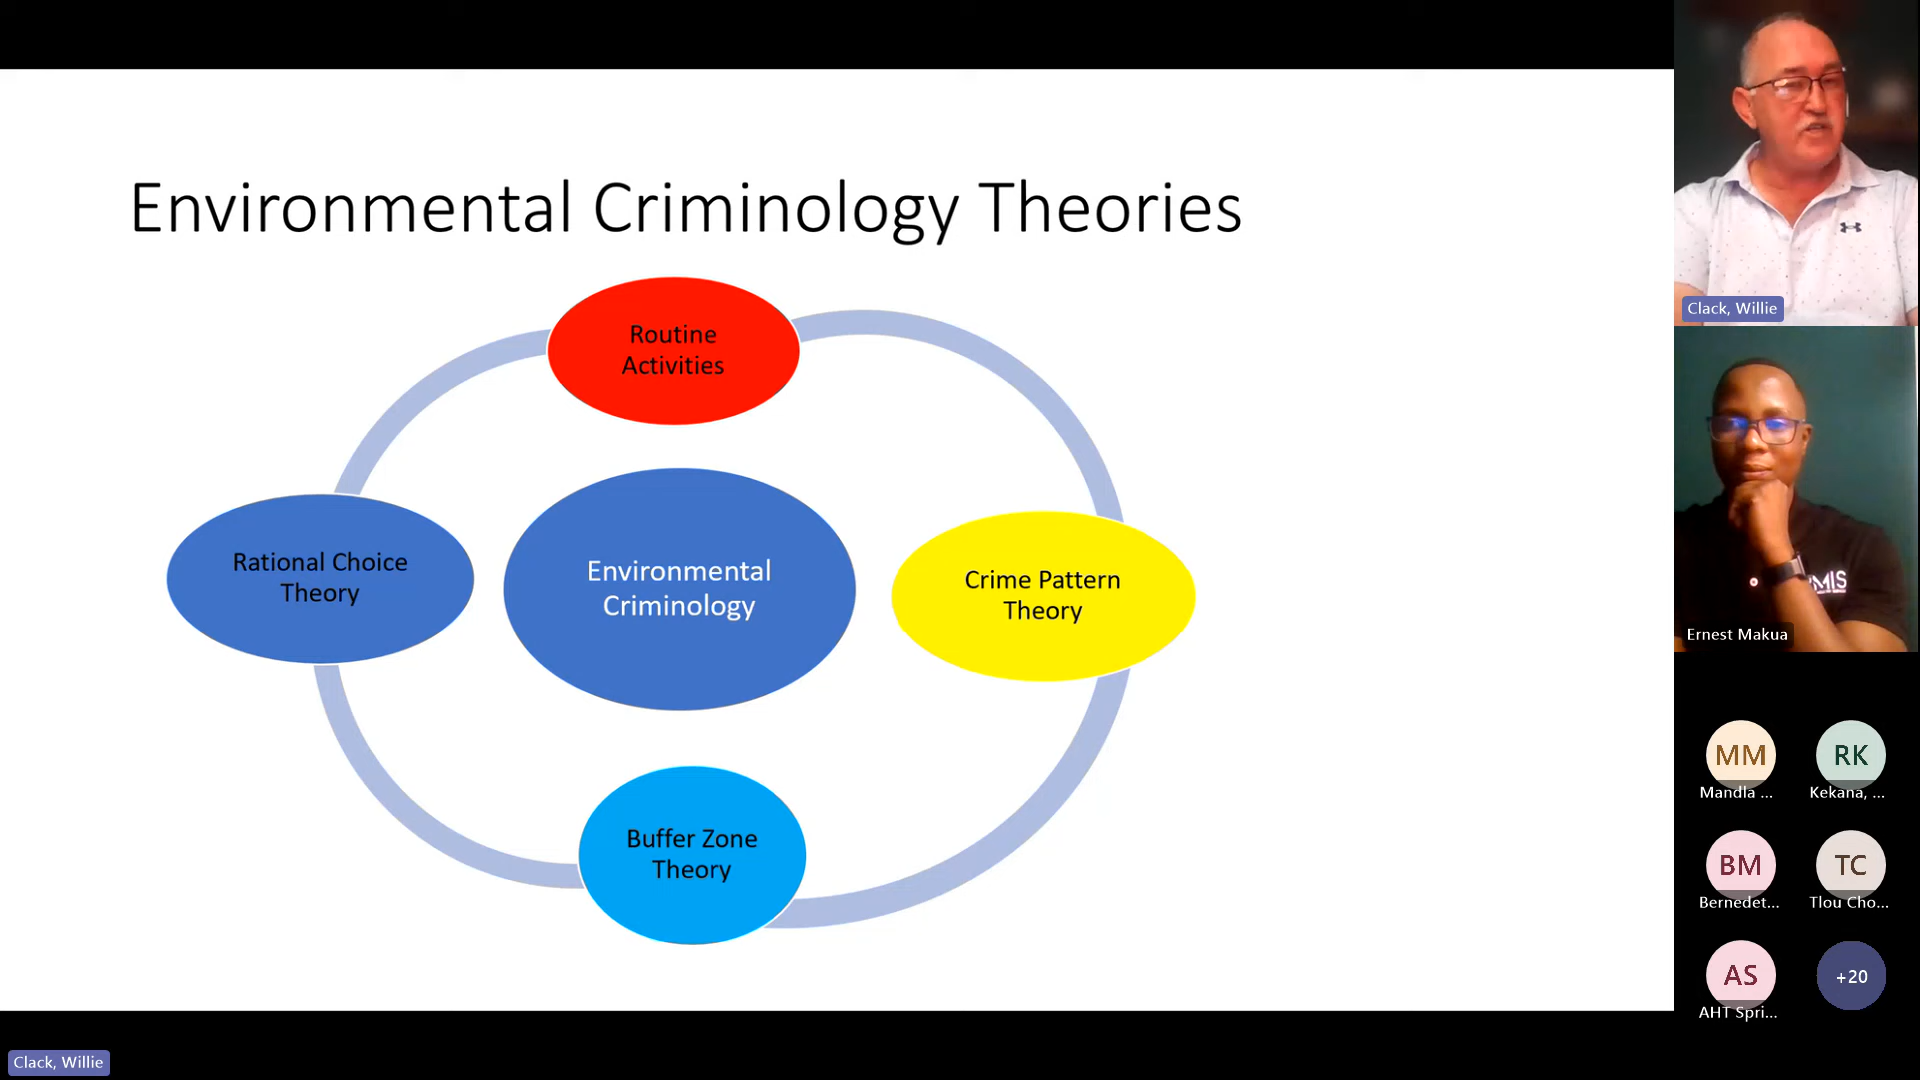 Environmental Criminology Theories
Routine
Activities
Rational Choice
Theory
Environmental
Criminology
Crime Pattern
Theory
Buffer Zone
Theory
Clack, Willie
Clack, Willie
MIS
Ernest Makua
MM
Mandla ...
RK
Kekana, ...
BM
Bernedet...
TC
Tlou Cho...
AS
AHT Spri...
+20